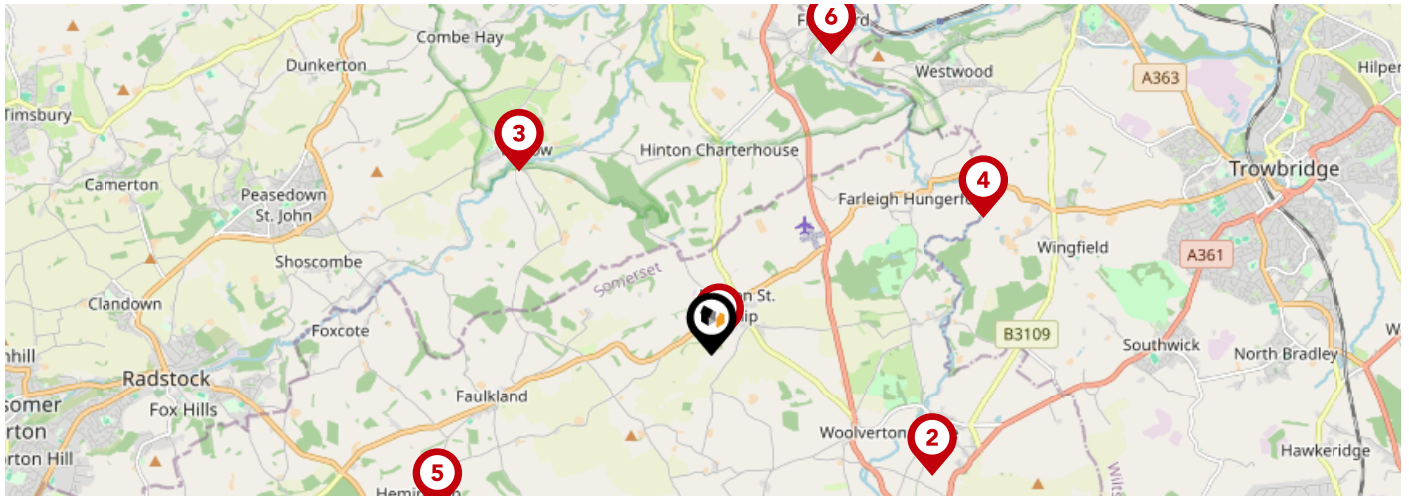 6
Combe Hay
Dunkerton
Westwood
A363
Hilper
Timsbury
3
Hinton Charterhouse
Trowbridge
Camerton
Peasedown
St. John
4
Farleigh
Wingfield
A361
Shoscombe
Somerset
Clandown
St.
Foxcote
B3109
Southwick
North Bradley
Radstock
Faulkland
Fox Hills
Woolverton
2
Hawkeridge
5